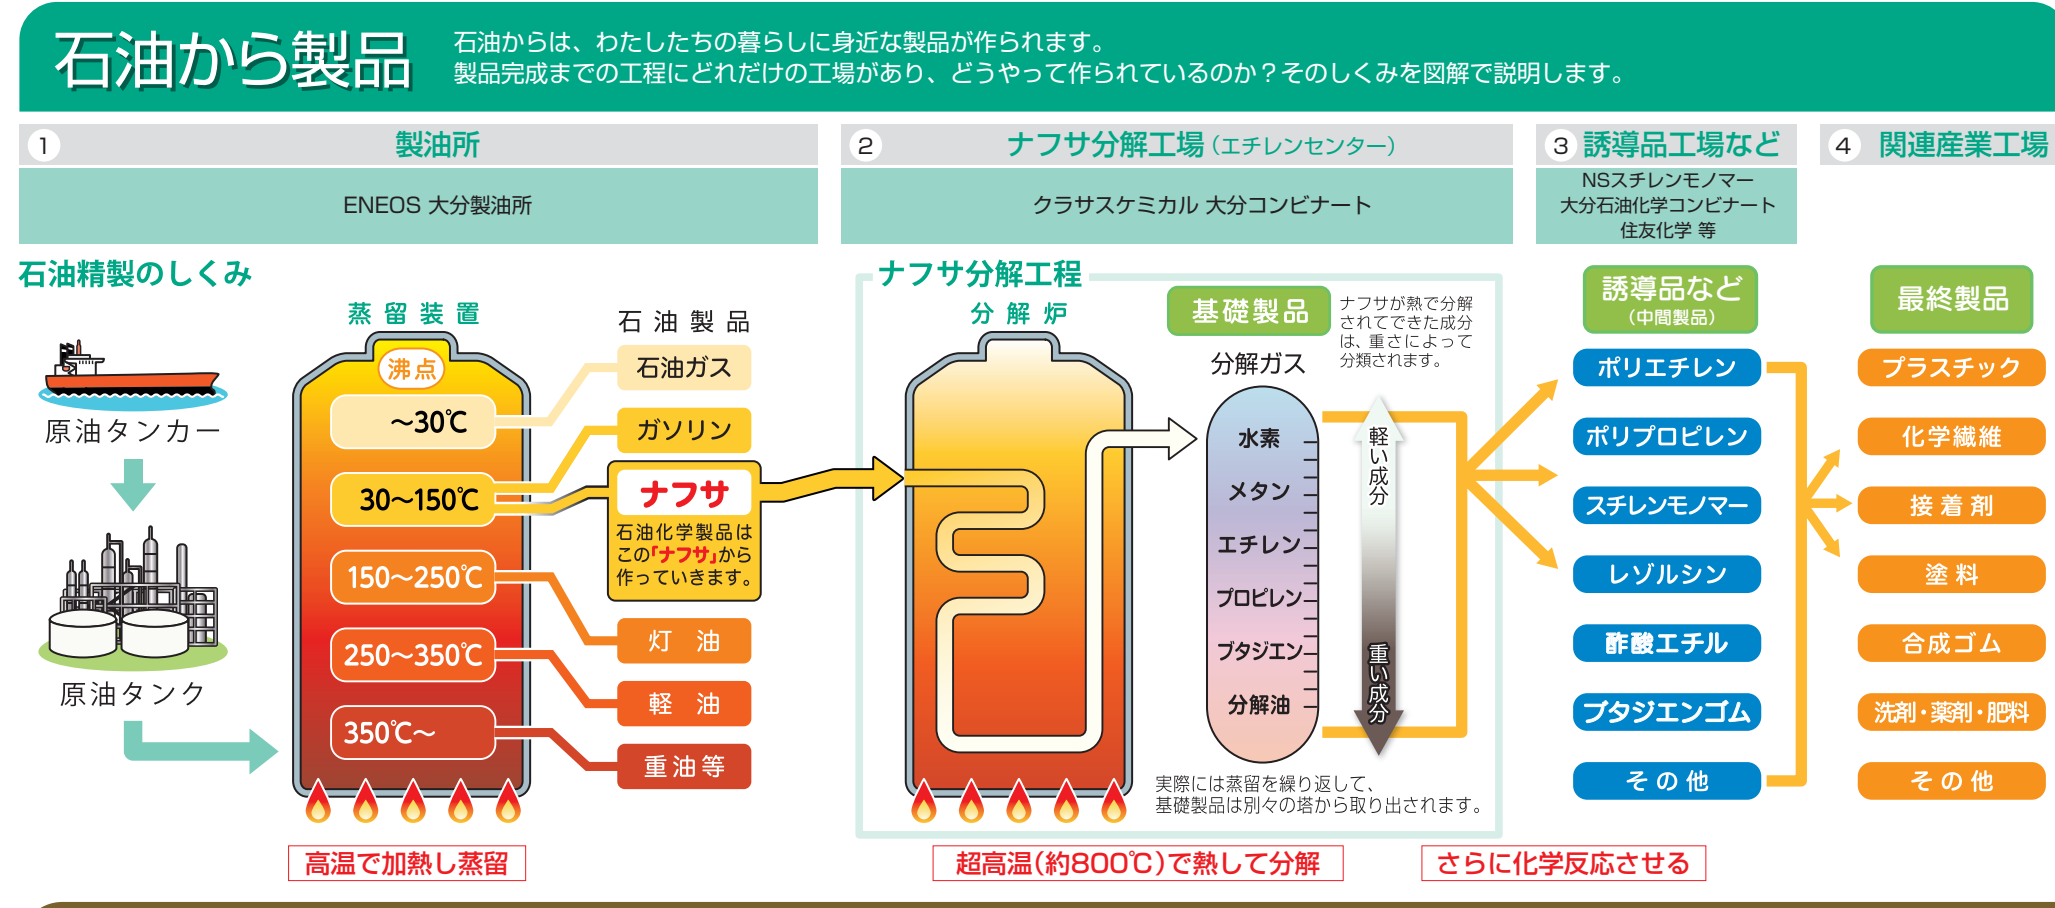 石油から製品
石油からは、わたしたちの暮らしに身近な製品が作られます。
製品完成までの工程にどれだけの工場があり、どうやって作られているのか？そのしくみを図解で説明します。
1 製油所
ENEOS 大分製油所
2 ナフサ分解工場（エチレンセンター）
クラサスケミカル 大分コンビナート
3 誘導品工場など
NSスチレンモノマー
大分石油化学コンビナート
住友化学 等
4 関連産業工場
石油精製のしくみ
原油タンカー
原油タンク
蒸留装置
沸点
～30℃
30～150℃
150～250℃
250～350℃
350℃～
高温で加熱し蒸留
石油製品
石油ガス
ガソリン
ナフサ
石油化学製品は
この「ナフサ」から
作っていきます。
灯油
軽油
重油等
ナフサ分解工程
分解炉
基礎製品
ナフサが熱で分解
されてできた成分
は、重さによって
分類されます。
分解ガス
水素
メタン
エチレン
プロピレン
ブタジエン
分解油
軽い成分
重い成分
実際には蒸留を繰り返して、
基礎製品は別々の塔から取り出されます。
超高温（約800℃）で熱して分解
誘導品など
（中間製品）
ポリエチレン
ポリプロピレン
スチレンモノマー
レゾルシン
酢酸エチル
ブタジエンゴム
その他
さらに化学反応させる
最終製品
プラスチック
化学繊維
接着剤
塗料
合成ゴム
洗剤・薬剤・肥料
その他